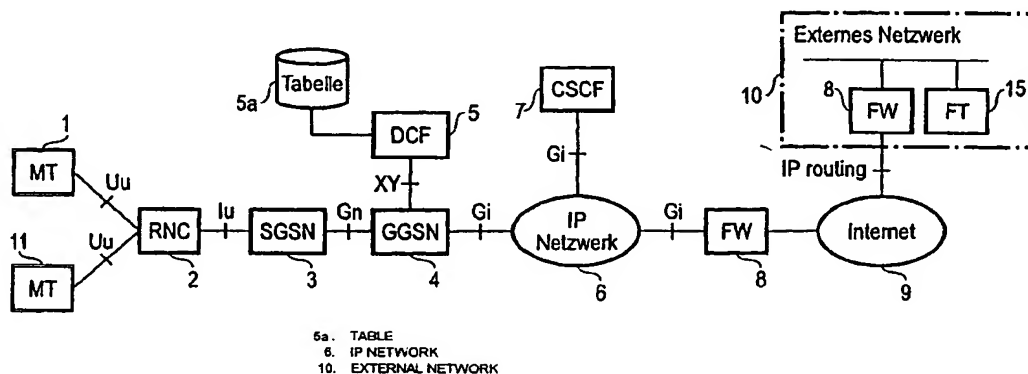 Externes Netzwerk
Tabelle
5a
10
8
15
FW
FT
7
CSCF
DCF
5
1
MT
Uu
XY
Gi
IP routing
RNC
Iu
SGSN
Gn
GGSN
Gi
IP
Netzwerk
Gi
FW
Internet
Uu
11
MT
2
3
4
6
8
9
5a. TABLE
6. IP NETWORK
10. EXTERNAL NETWORK